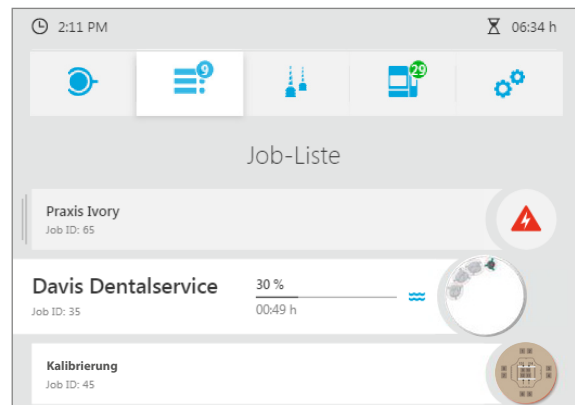 2:11 PM
06:34 h
9
29
Job-Liste
Praxis Ivory
Job ID: 65
Davis Dentalservice
30 %
Job ID: 35
00:49 h
Kalibrierung
Job ID: 45